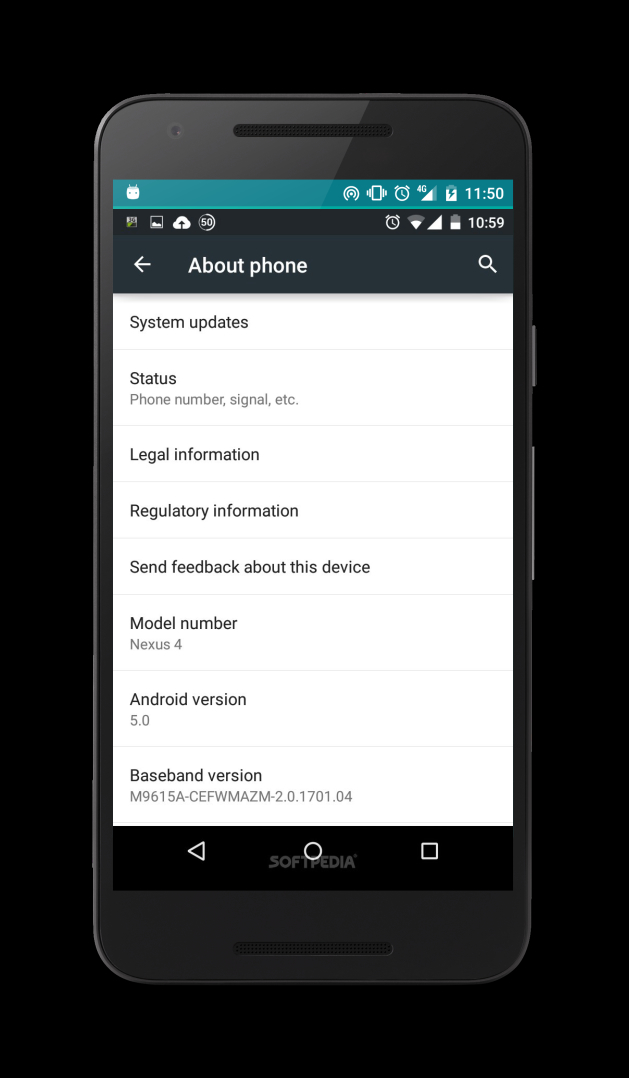 4G 11:50
50 10:59
About phone
System updates
Status
Phone number, signal, etc.
Legal information
Regulatory information
Send feedback about this device
Model number
Nexus 4
Android version
5.0
Baseband version
M9615A-CEFWMAZM-2.0.1701.04
SOFTPEDIA